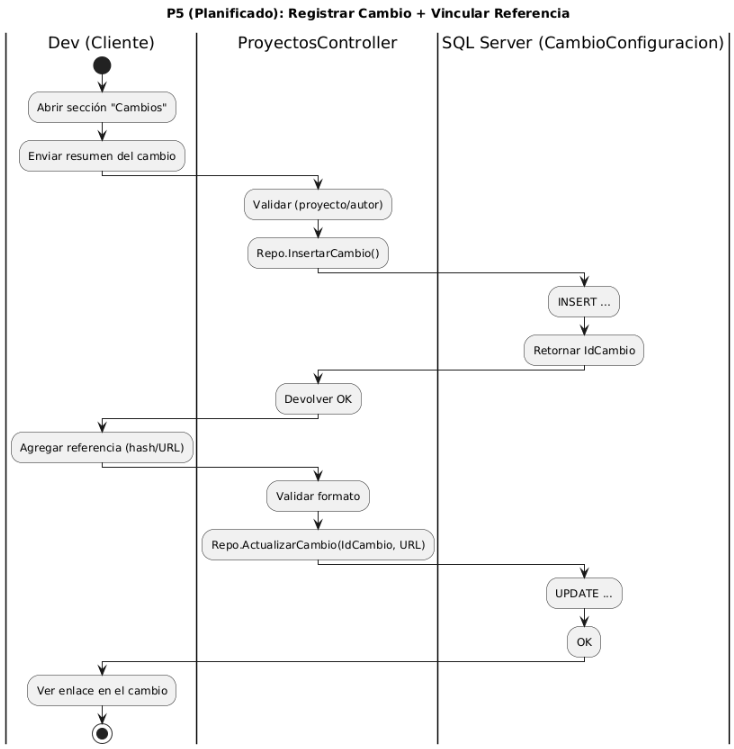 P5 (Planificado): Registrar Cambio + Vincular Referencia
Dev (Cliente)
ProyectosController
SQL Server (CambioConfiguracion)
Abrir sección "Cambios"
Enviar resumen del cambio
Validar (proyecto/autor)
Repo.InsertarCambio()
INSERT ...
Retornar IdCambio
Devolver OK
Agregar referencia (hash/URL)
Validar formato
Repo.ActualizarCambio(IdCambio, URL)
UPDATE ...
OK
Ver enlace en el cambio